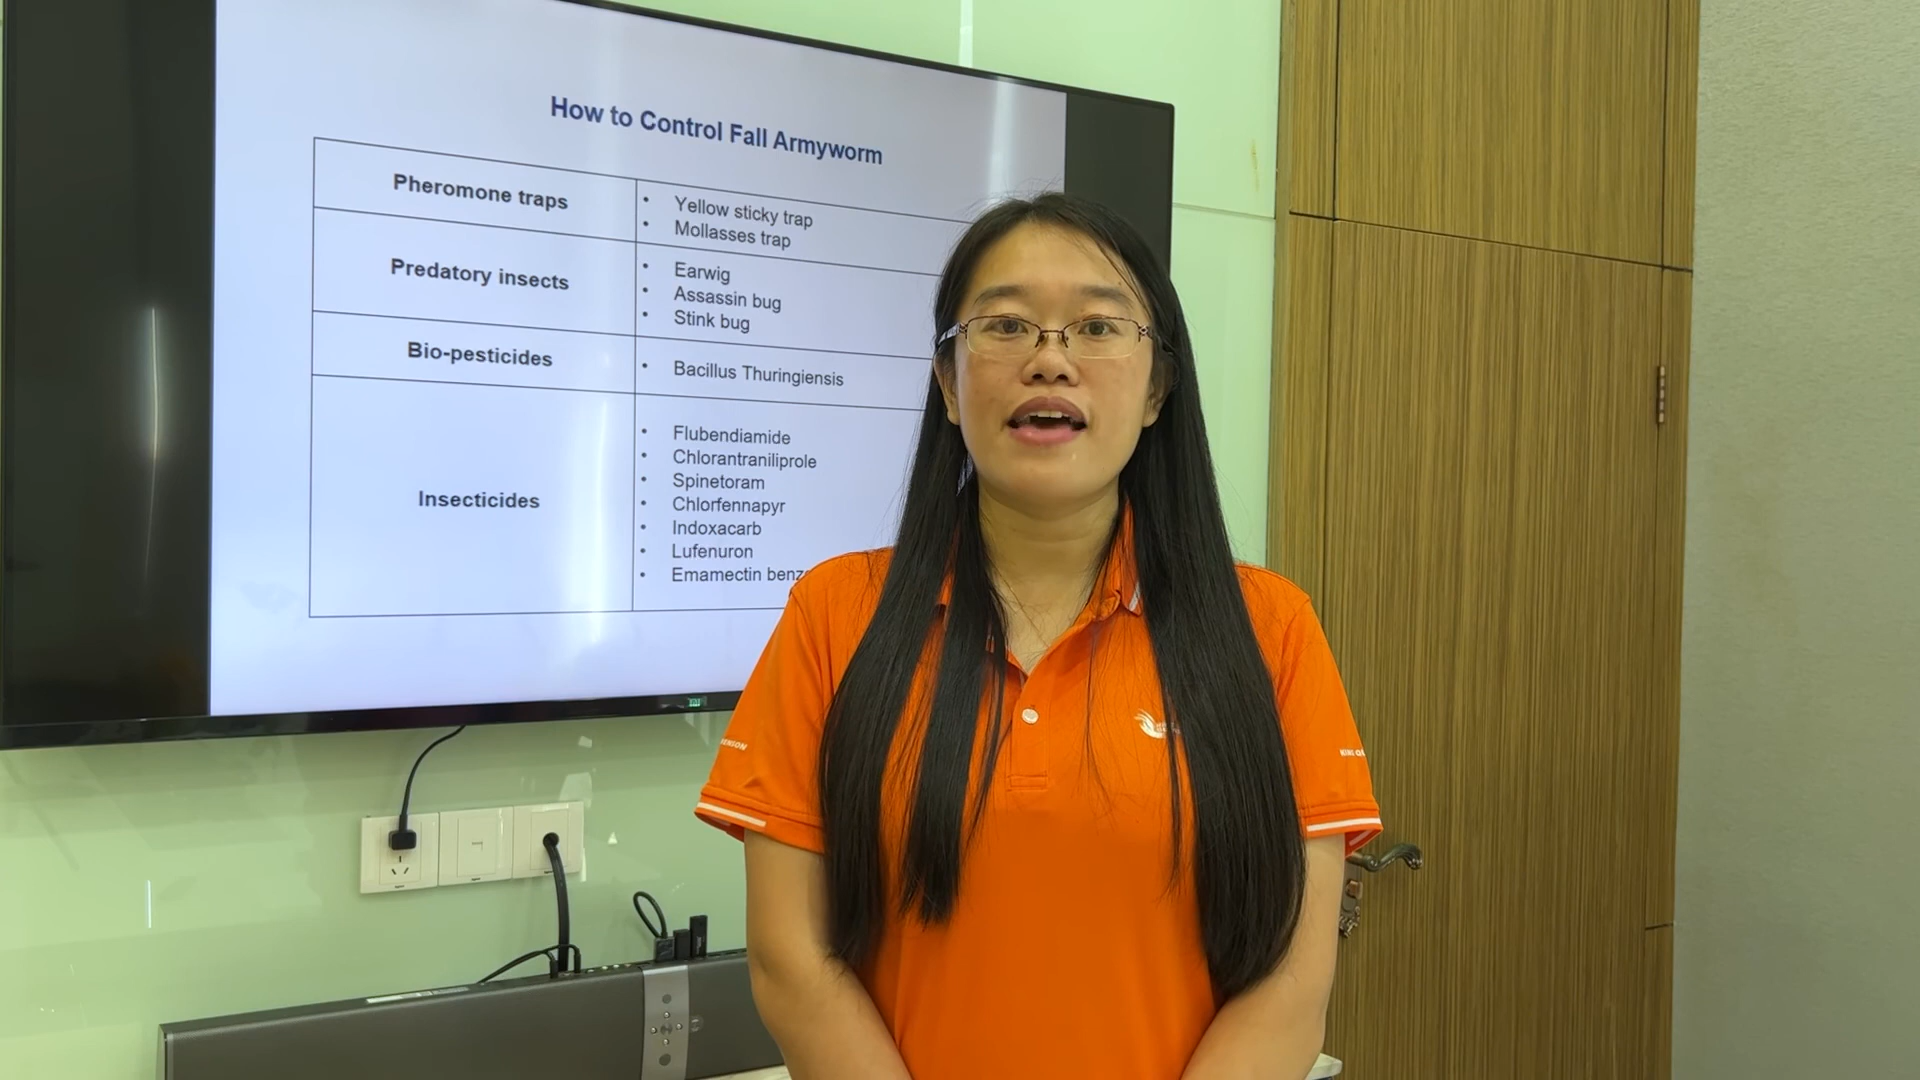 How to Control Fall Armyworm
Pheromone traps
• Yellow sticky trap
• Mollasses trap
Predatory insects
• Earwig
• Assassin bug
• Stink bug
Bio-pesticides
• Bacillus Thuringiensis
Insecticides
• Flubendiamide
• Chlorantraniliprole
• Spinetoram
• Chlorfennapyr
• Indoxacarb
• Lufenuron
• Emamectin